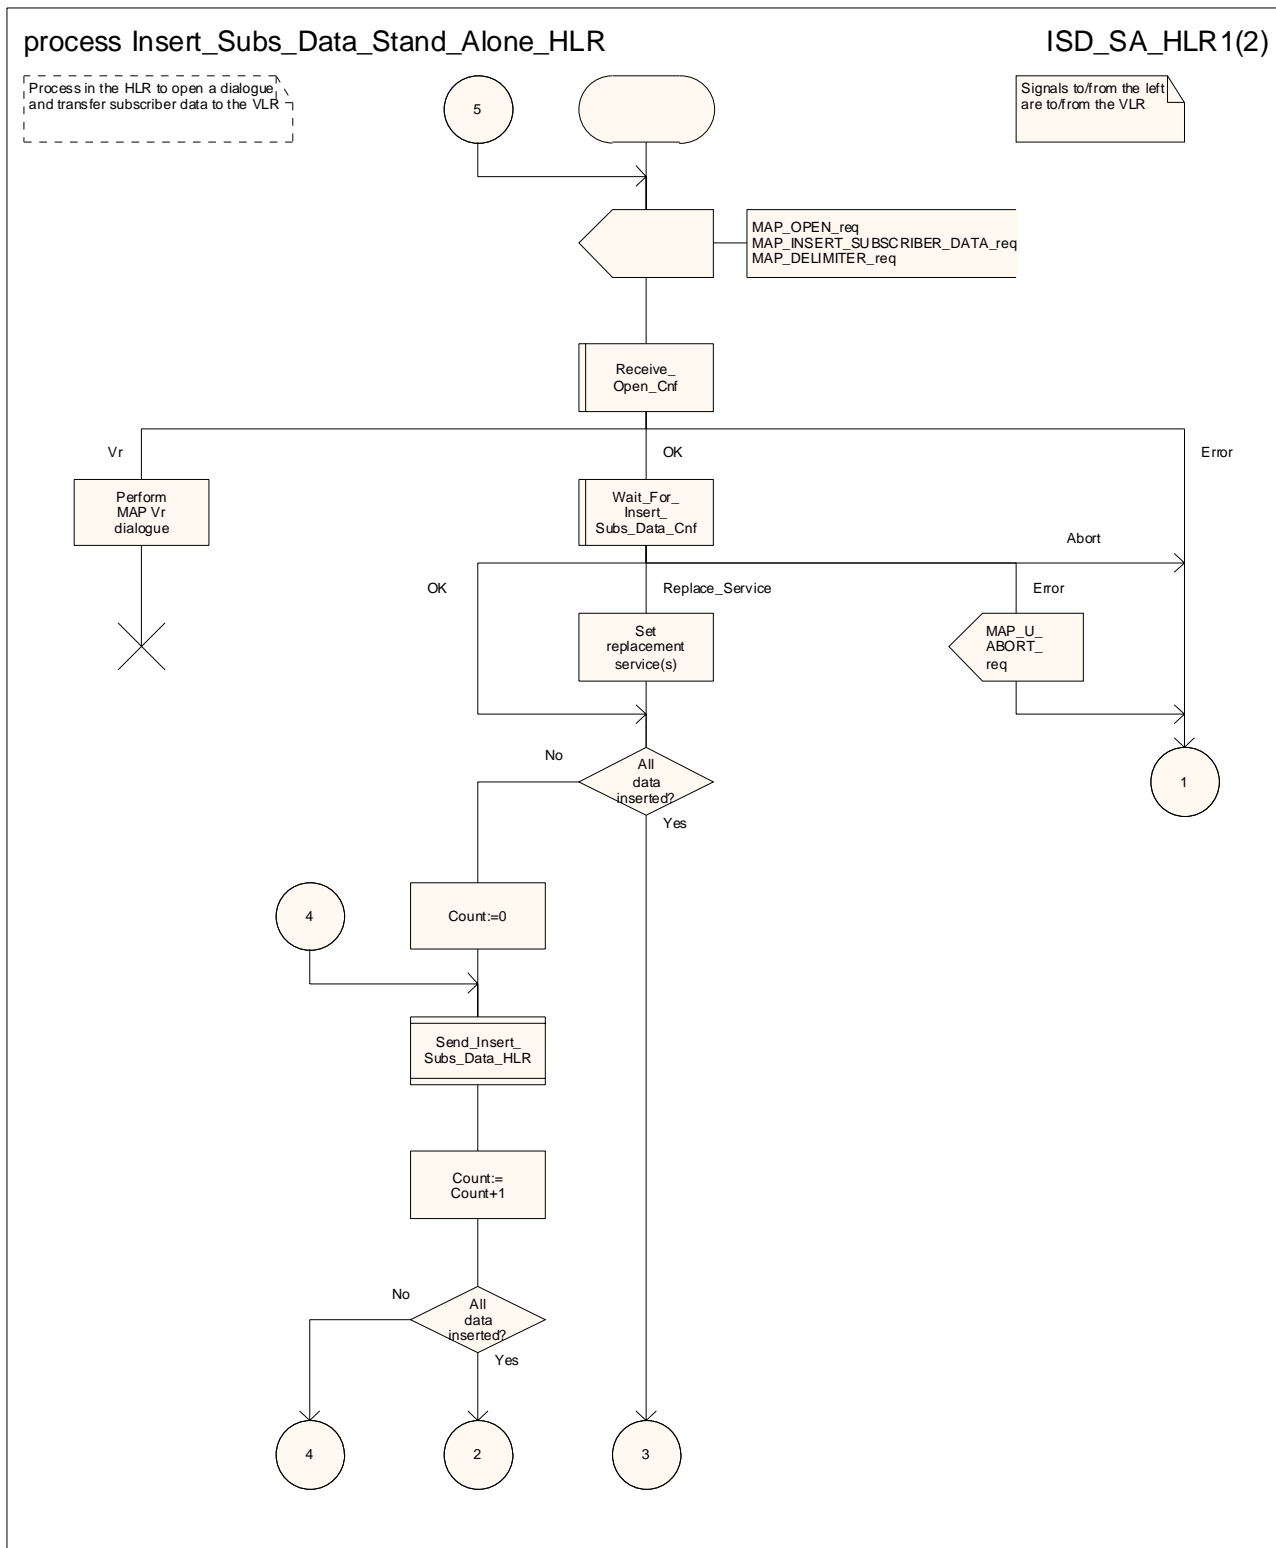 process Insert_Subs_Data_Stand_Alone_HLR
ISD_SA_HLR1(2)
Process in the HLR to open a dialogue
and transfer subscriber data to the VLR
5
Signals to/from the left
are to/from the VLR
MAP_OPEN_req
MAP_INSERT_SUBSCRIBER_DATA_req
MAP_DELIMITER_req
Receive_
Open_Cnf
Vr
OK
Error
Perform
MAP Vr
dialogue
Wait_For_
Insert_
Subs_Data_Cnf
Abort
OK
Replace_Service
Error
Set
replacement
service(s)
MAP_U_
ABORT_
req
No
All
data
inserted?
Yes
1
4
Count:=0
Send_Insert_
Subs_Data_HLR
Count:=
Count+1
No
All
data
inserted?
Yes
4
2
3